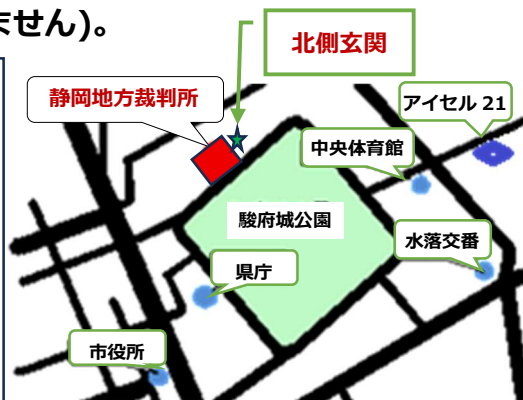 ません)。
北側玄関
静岡地方裁判所
アイセル 21
中央体育館
駿府城公園
水落交番
県庁
市役所